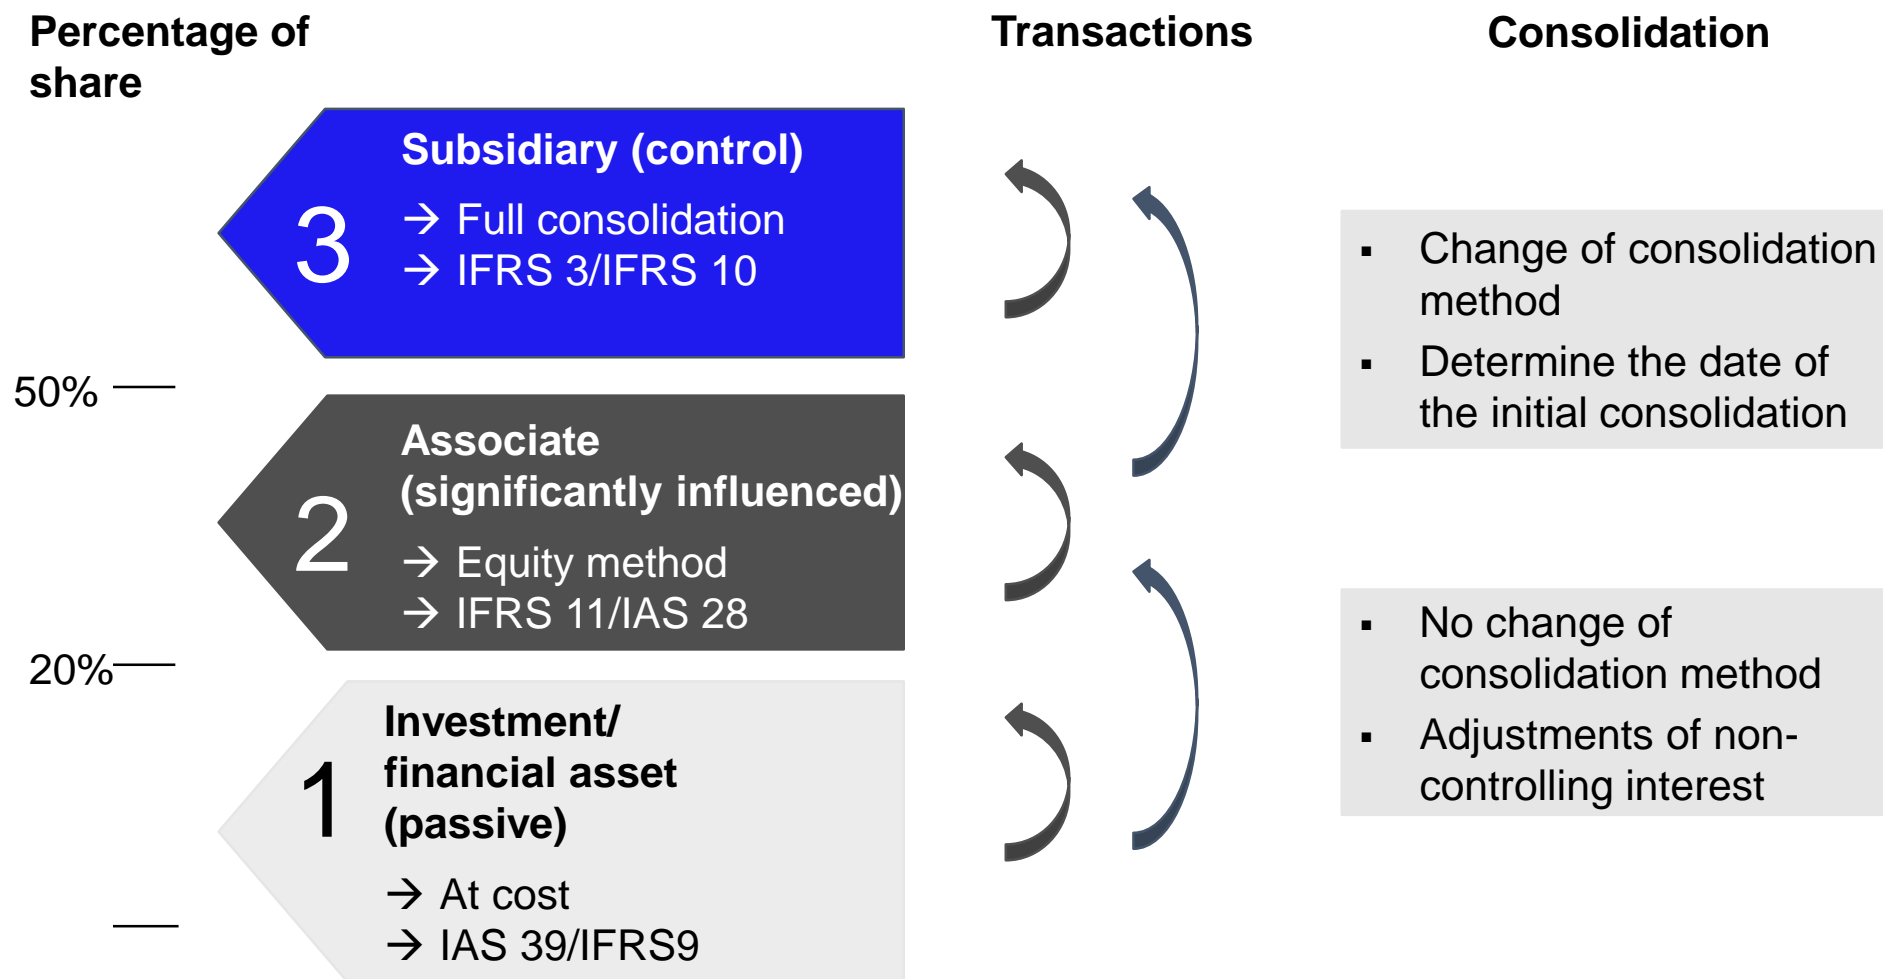 Percentage of
share
Transactions
Consolidation
3
Subsidiary (control)
→ Full consolidation
→ IFRS 3/IFRS 10
50%
2
Associate
(significantly influenced)
→ Equity method
→ IFRS 11/IAS 28
20%
1
Investment/
financial asset
(passive)
→ At cost
→ IAS 39/IFRS9
▪ Change of consolidation
method
▪ Determine the date of
the initial consolidation
▪ No change of
consolidation method
▪ Adjustments of non-
controlling interest